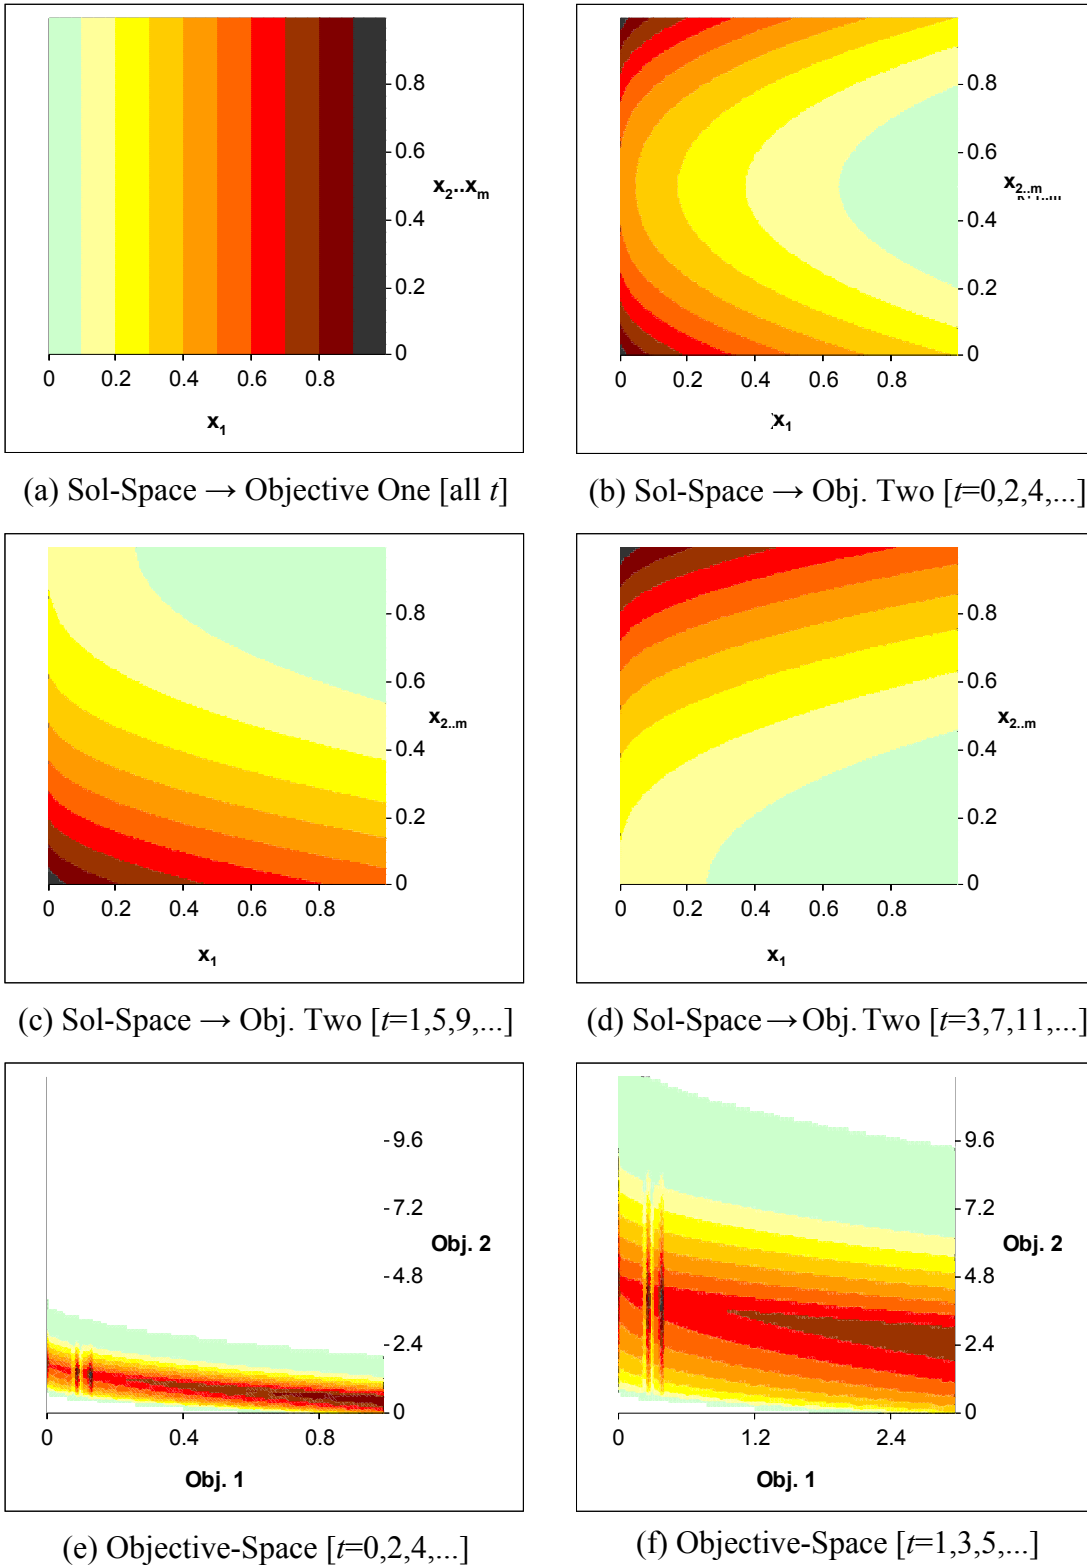 0.8
0.6
x2..xm
0.4
0.2
0
0 0.2 0.4 0.6 0.8
x1
(a) Sol-Space → Objective One [all t]
0.8
0.6
x2..m
0.4
0.2
0
0 0.2 0.4 0.6 0.8
x1
(b) Sol-Space → Obj. Two [t=0,2,4,...]
0.8
0.6
x2..m
0.4
0.2
0
0 0.2 0.4 0.6 0.8
x1
(c) Sol-Space → Obj. Two [t=1,5,9,...]
0.8
0.6
x2..m
0.4
0.2
0
0 0.2 0.4 0.6 0.8
x1
(d) Sol-Space → Obj. Two [t=3,7,11,...]
9.6
7.2
Obj. 2
4.8
2.4
0
0 0.4 0.8
Obj. 1
(e) Objective-Space [t=0,2,4,...]
9.6
7.2
Obj. 2
4.8
2.4
0
0 1.2 2.4
Obj. 1
(f) Objective-Space [t=1,3,5,...]